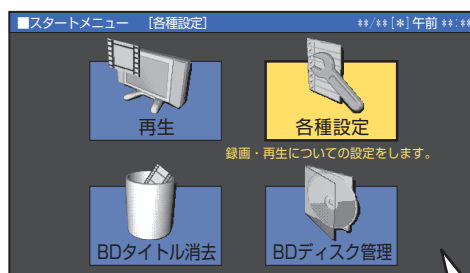 ■スタートメニュー [各種設定] **/**[*]午前**:**
再生
各種設定
録画・再生についての設定をします。
BDタイトル消去
BDディスク管理